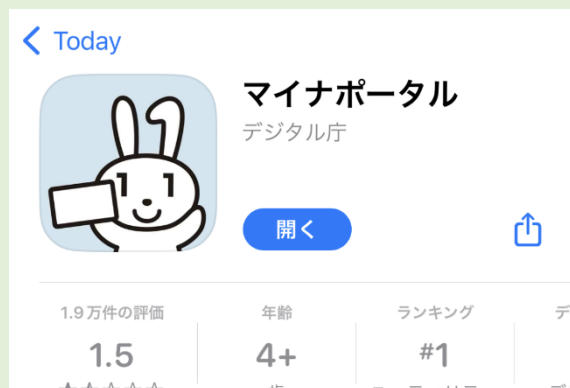 Today
マイナポータル
デジタル庁
開く
1.9万件の評価
年齢
ランキング
1.5
4+
#1